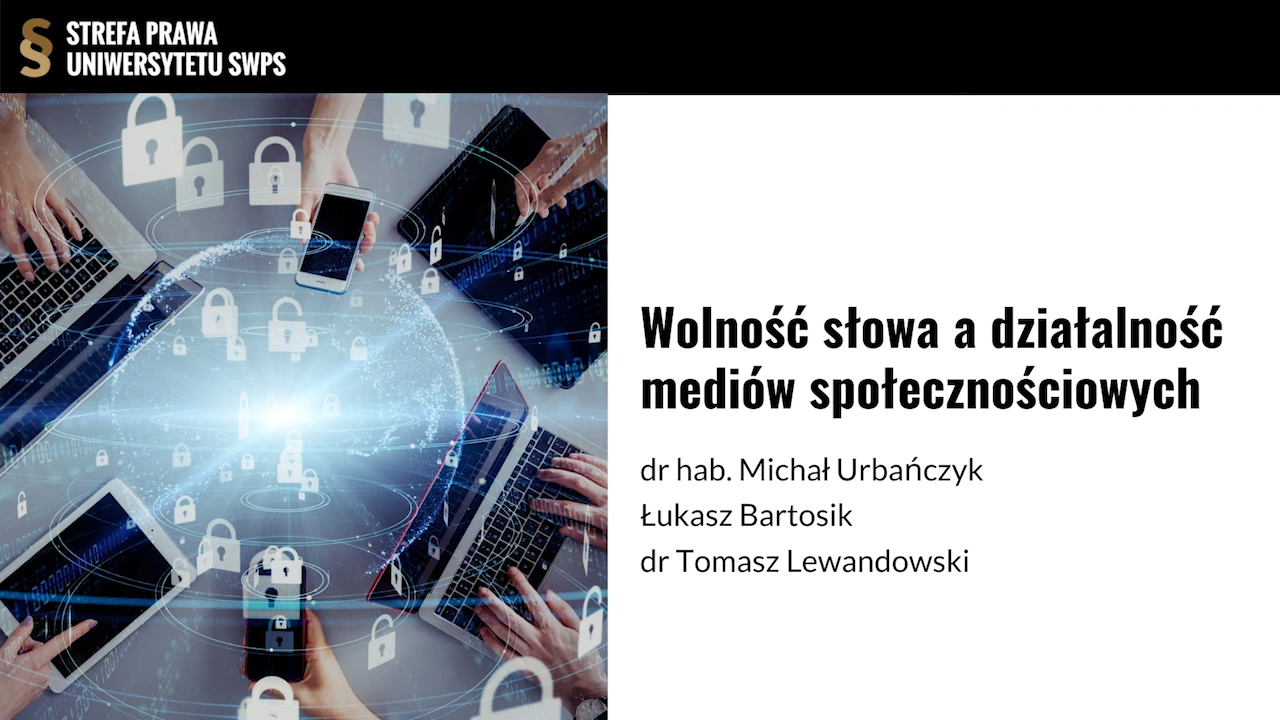 STREFA PRAWA
UNIWERSYTETU SWPS
Wolność słowa a działalność
mediów społecznościowych
dr hab. Michał Urbańczyk
Łukasz Bartosik
dr Tomasz Lewandowski